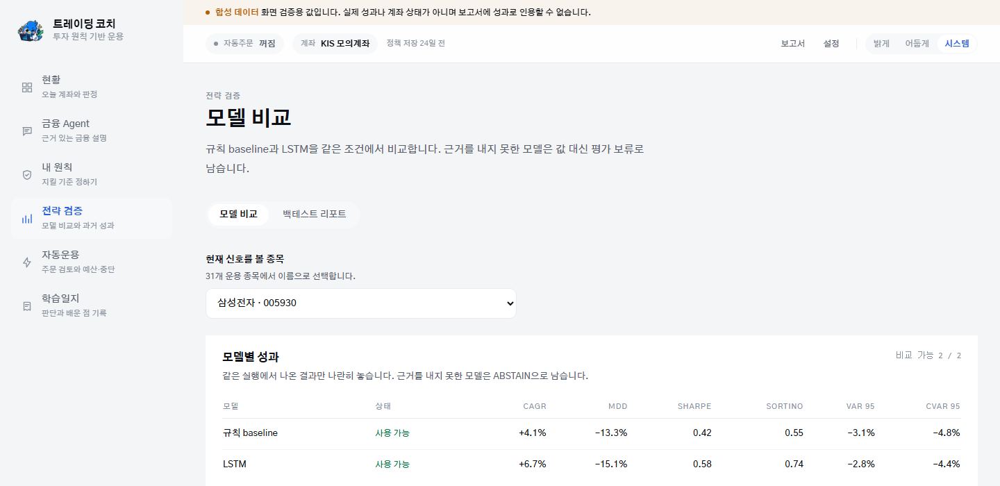 트레이딩 코치
투자 원칙 기반 운용
현황
오늘 계좌와 판정
금융 Agent
근거 있는 금융 설명
내 원칙
지킬 기준 정하기
전략 검증
모델 비교와 과거 성과
자동운용
주문 검토와 예산·중단
학습일지
판단과 배운 점 기록
합성 데이터 화면 검증용 값입니다. 실제 성과나 계좌 상태가 아니며 보고서에 성과로 인용할 수 없습니다.
자동주문 꺼짐 계좌 KIS 모의계좌 정책 저장 24일 전 보고서 설정 밝게 어둡게 시스템
전략 검증
모델 비교
규칙 baseline과 LSTM을 같은 조건에서 비교합니다. 근거를 내지 못한 모델은 값 대신 평가 보류로
남습니다.
모델 비교 백테스트 리포트
현재 신호를 볼 종목
31개 운용 종목에서 이름으로 선택합니다.
삼성전자 · 005930
모델별 성과 비교 가능 2 / 2
같은 실행에서 나온 결과만 나란히 놓습니다. 근거를 내지 못한 모델은 ABSTAIN으로 남습니다.
모델 상태 CAGR MDD SHARPE SORTINO VAR 95 CVAR 95
규칙 baseline 사용 가능 +4.1% −13.3% 0.42 0.55 −3.1% −4.8%
LSTM 사용 가능 +6.7% −15.1% 0.58 0.74 −2.8% −4.4%